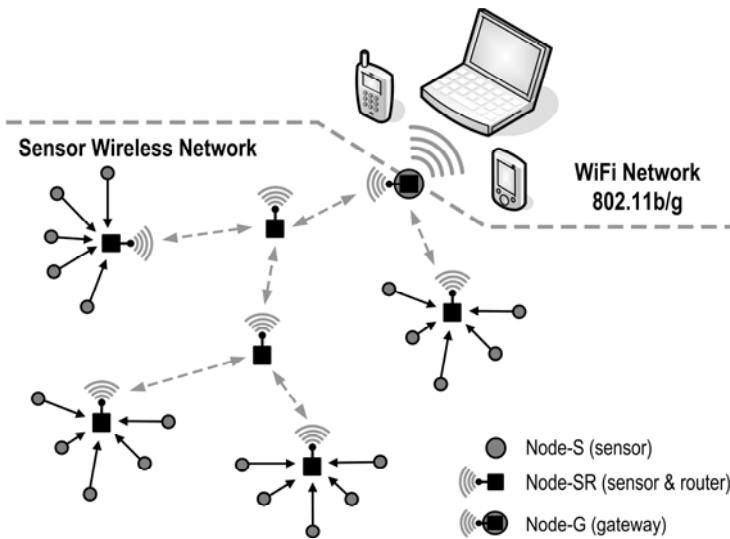 Sensor Wireless Network
WiFi Network
802.11b/g
Node-S (sensor)
Node-SR (sensor & router)
Node-G (gateway)